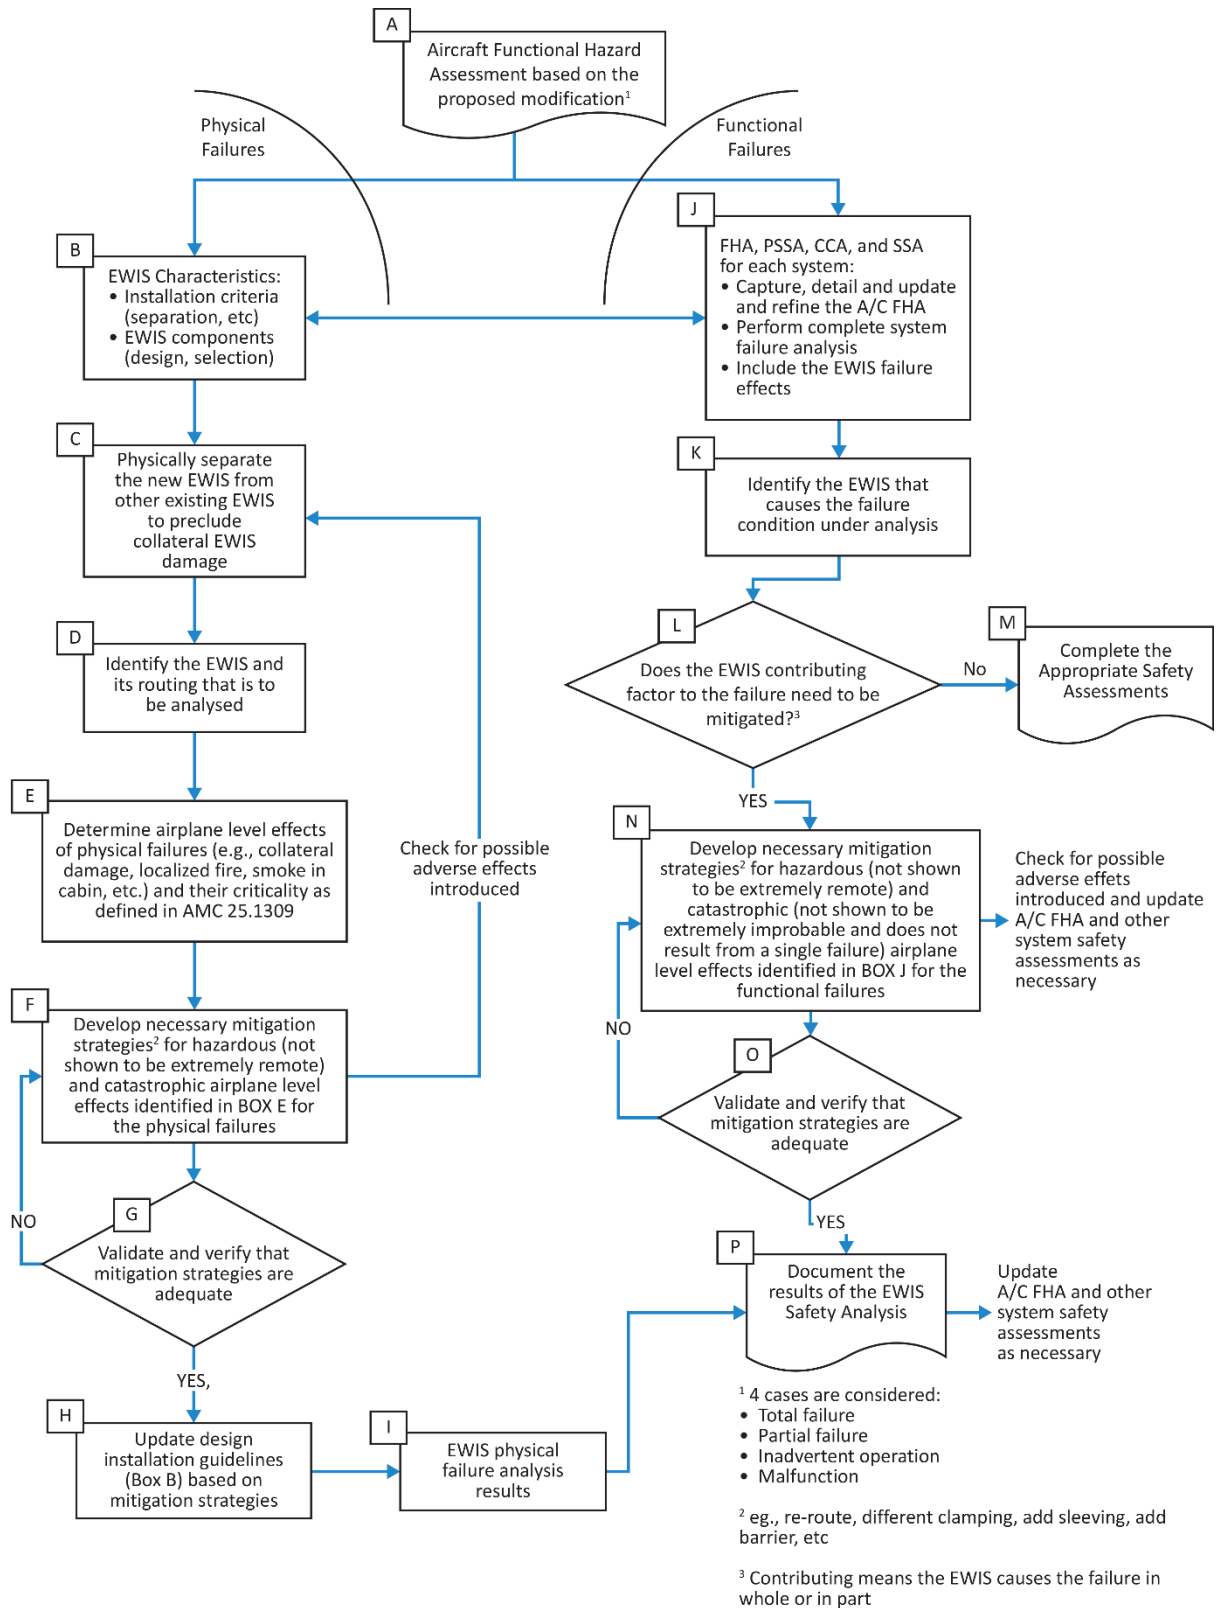 A
Aircraft Functional Hazard
Assessment based on the
proposed modification¹
Physical
Failures
Functional
Failures
B
EWIS Characteristics:
• Installation criteria
(separation, etc)
• EWIS components
(design, selection)
J
FHA, PSSA, CCA, and SSA
for each system:
• Capture, detail and update
and refine the A/C FHA
• Perform complete system
failure analysis
• Include the EWIS failure
effects
C
Physically separate
the new EWIS from
other existing EWIS
to preclude
collateral EWIS
damage
K
Identify the EWIS that
causes the failure
condition under analysis
D
Identify the EWIS and
its routing that is to
be analysed
L
Does the EWIS contributing
factor to the failure need to be
mitigated?³
No
M
Complete the
Appropriate Safety
Assessments
YES
E
Determine airplane level effects
of physical failures (e.g., collateral
damage, localized fire, smoke in
cabin, etc.) and their criticality as
defined in AMC 25.1309
Check for possible
adverse effects
introduced
N
Develop necessary mitigation
strategies² for hazardous (not shown
to be extremely remote) and
catastrophic (not shown to be
extremely improbable and does not
result from a single failure) airplane
level effects identified in BOX J for the
functional failures
Check for possible
adverse effets
introduced and update
A/C FHA and other
system safety
assessments as
necessary
F
Develop necessary mitigation
strategies² for hazardous (not
shown to be extremely remote)
and catastrophic airplane level
effects identified in BOX E for
the physical failures
NO
O
Validate and verify that
mitigation strategies are
adequate
NO
G
Validate and verify that
mitigation strategies are
adequate
YES
P
Document the
results of the EWIS
Safety Analysis
Update
A/C FHA and other
system safety
assessments
as necessary
YES,
H
Update design
installation guidelines
(Box B) based on
mitigation strategies
I
EWIS physical
failure analysis
results
¹ 4 cases are considered:
• Total failure
• Partial failure
• Inadvertent operation
• Malfunction
² eg., re-route, different clamping, add sleeving, add
barrier, etc
³ Contributing means the EWIS causes the failure in
whole or in part